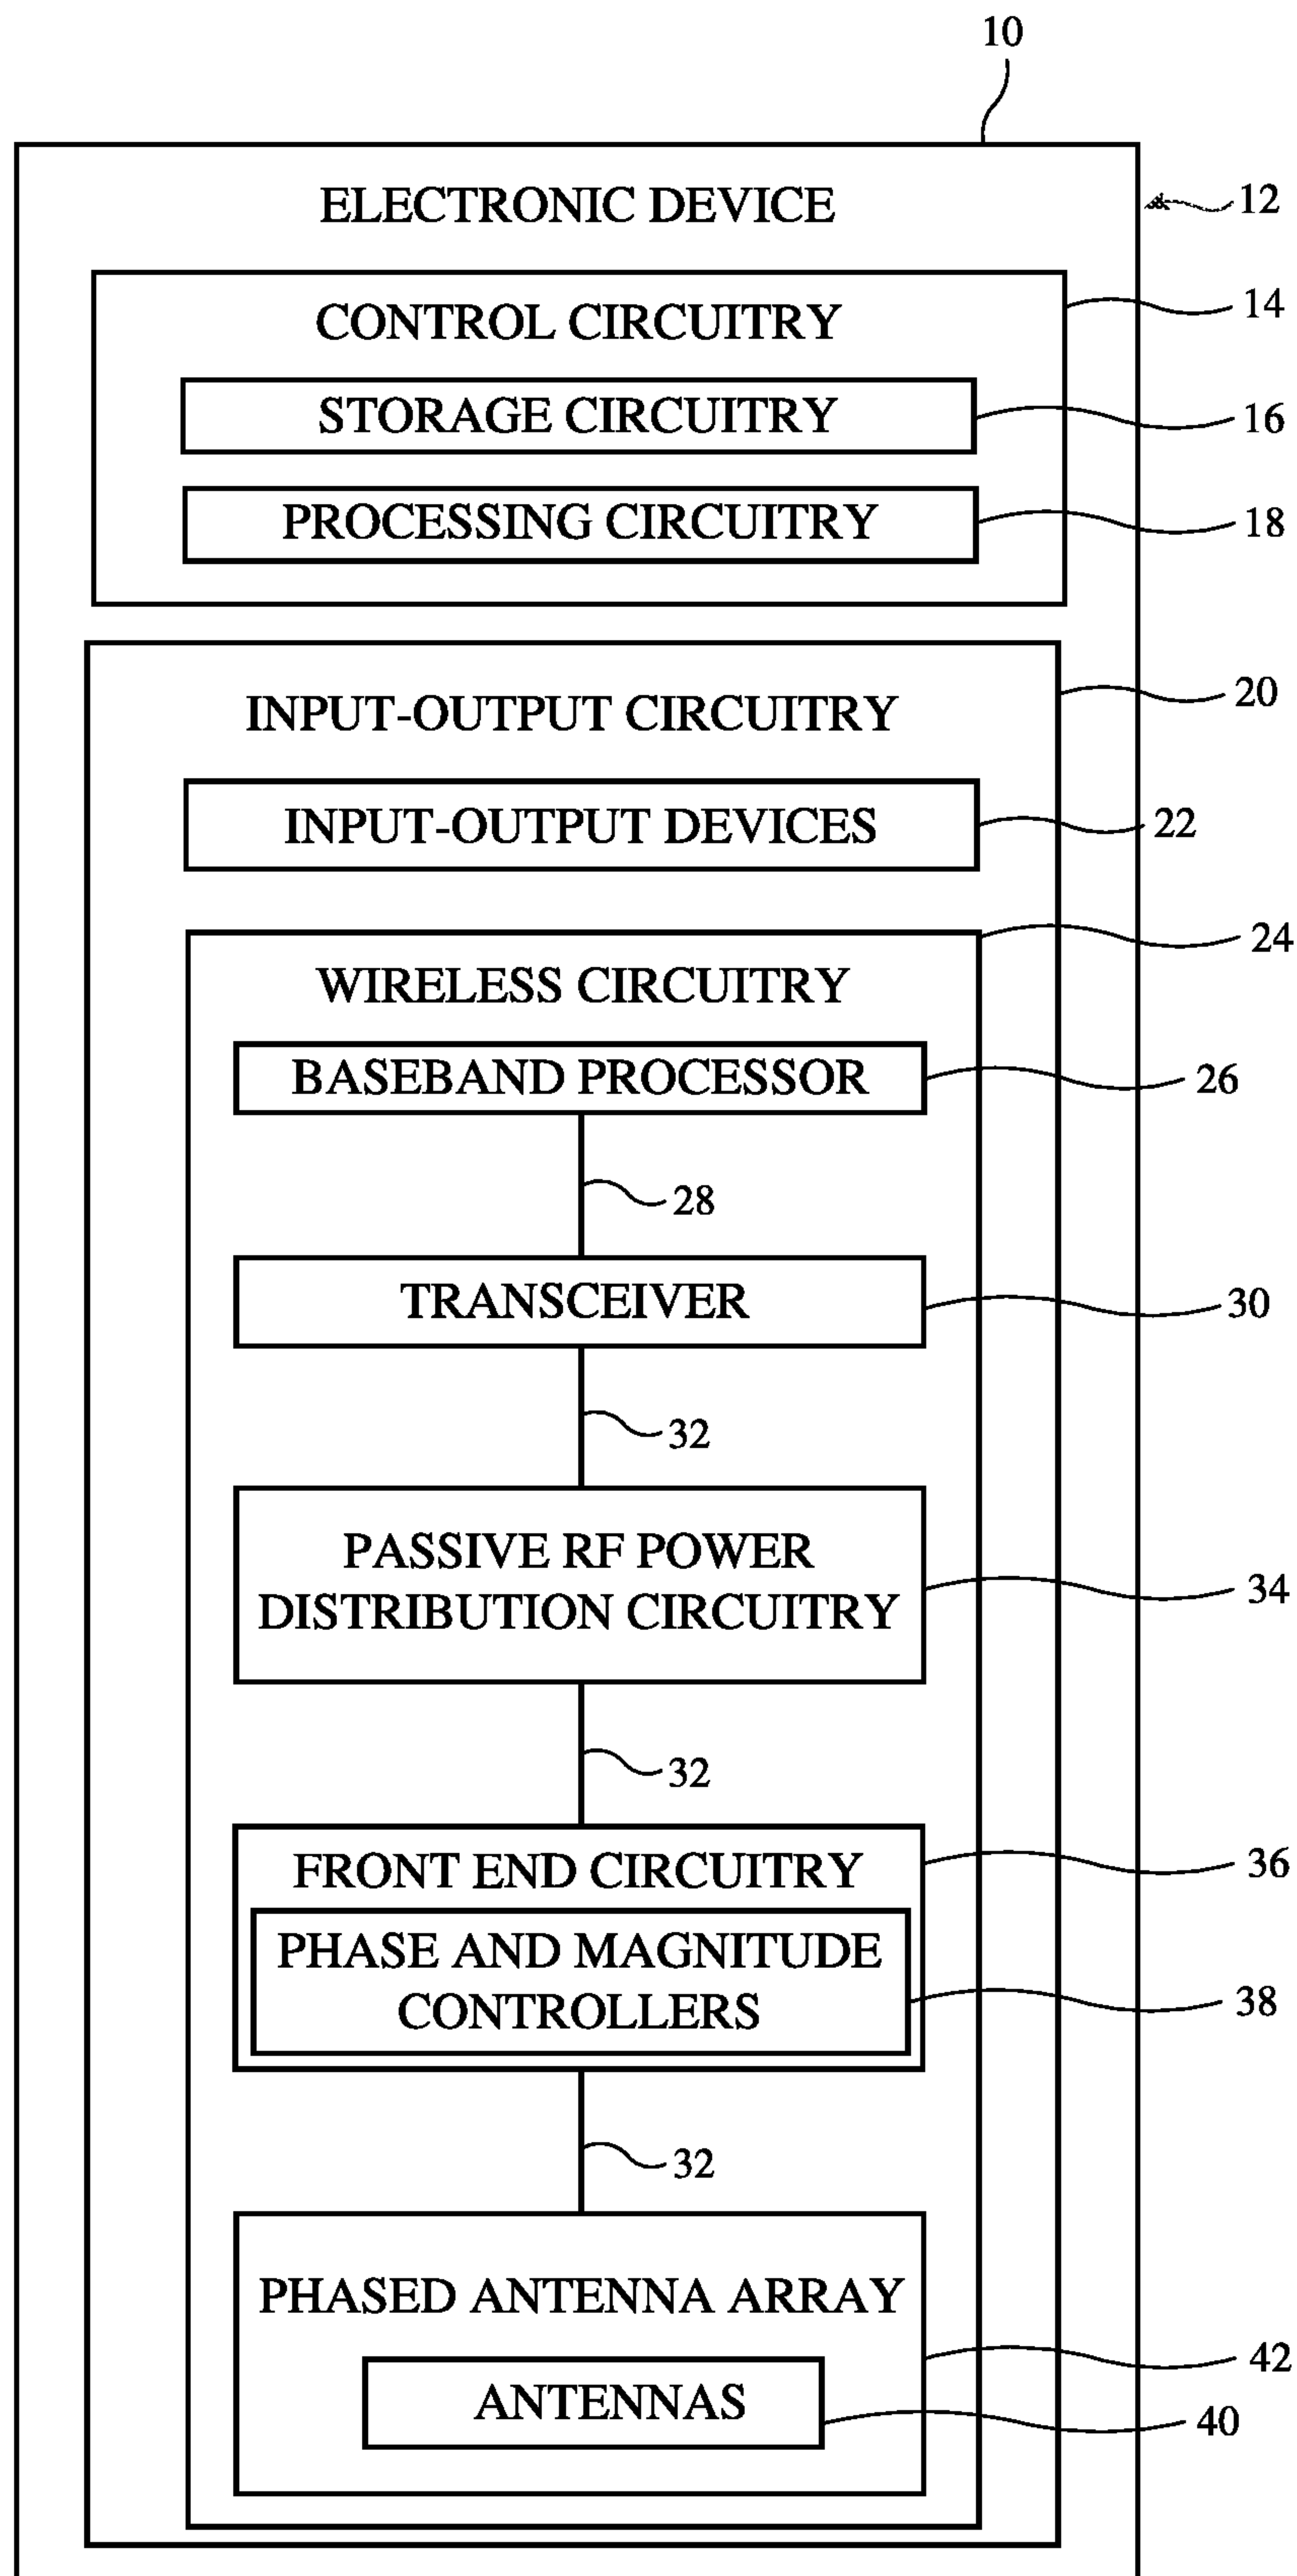 10
ELECTRONIC DEVICE
12
CONTROL CIRCUITRY
14
STORAGE CIRCUITRY
16
PROCESSING CIRCUITRY
18
INPUT-OUTPUT CIRCUITRY
20
INPUT-OUTPUT DEVICES
22
24
WIRELESS CIRCUITRY
BASEBAND PROCESSOR
26
28
TRANSCEIVER
30
32
PASSIVE RF POWER
DISTRIBUTION CIRCUITRY
34
32
FRONT END CIRCUITRY
36
PHASE AND MAGNITUDE
CONTROLLERS
38
32
PHASED ANTENNA ARRAY
42
ANTENNAS
40